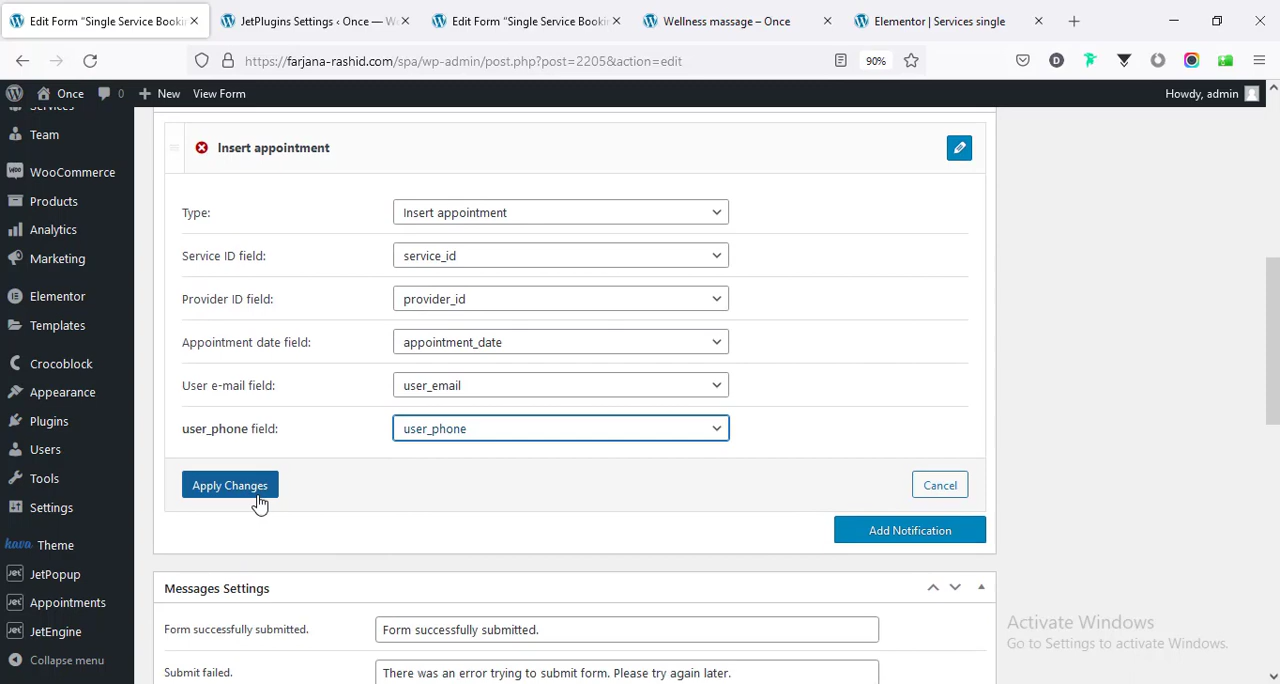 Edit Form "Single Service Bookin
JetPlugins Settings ‹ Once — Wo
Edit Form "Single Service Bookin
Wellness massage – Once
Elementor | Services single
https://farjana-rashid.com/spa/wp-admin/post.php?post=2205&action=edit
90%
Once
0
New
View Form
Howdy, admin
Services
Team
WooCommerce
Products
Analytics
Marketing
Elementor
Templates
Crocoblock
Appearance
Plugins
Users
Tools
Settings
kava Theme
JetPopup
Appointments
JetEngine
Collapse menu
Insert appointment
Type:
Insert appointment
Service ID field:
service_id
Provider ID field:
provider_id
Appointment date field:
appointment_date
User e-mail field:
user_email
user_phone field:
user_phone
Apply Changes
Cancel
Add Notification
Messages Settings
Form successfully submitted.
Form successfully submitted.
Submit failed.
There was an error trying to submit form. Please try again later.
Activate Windows
Go to Settings to activate Windows.